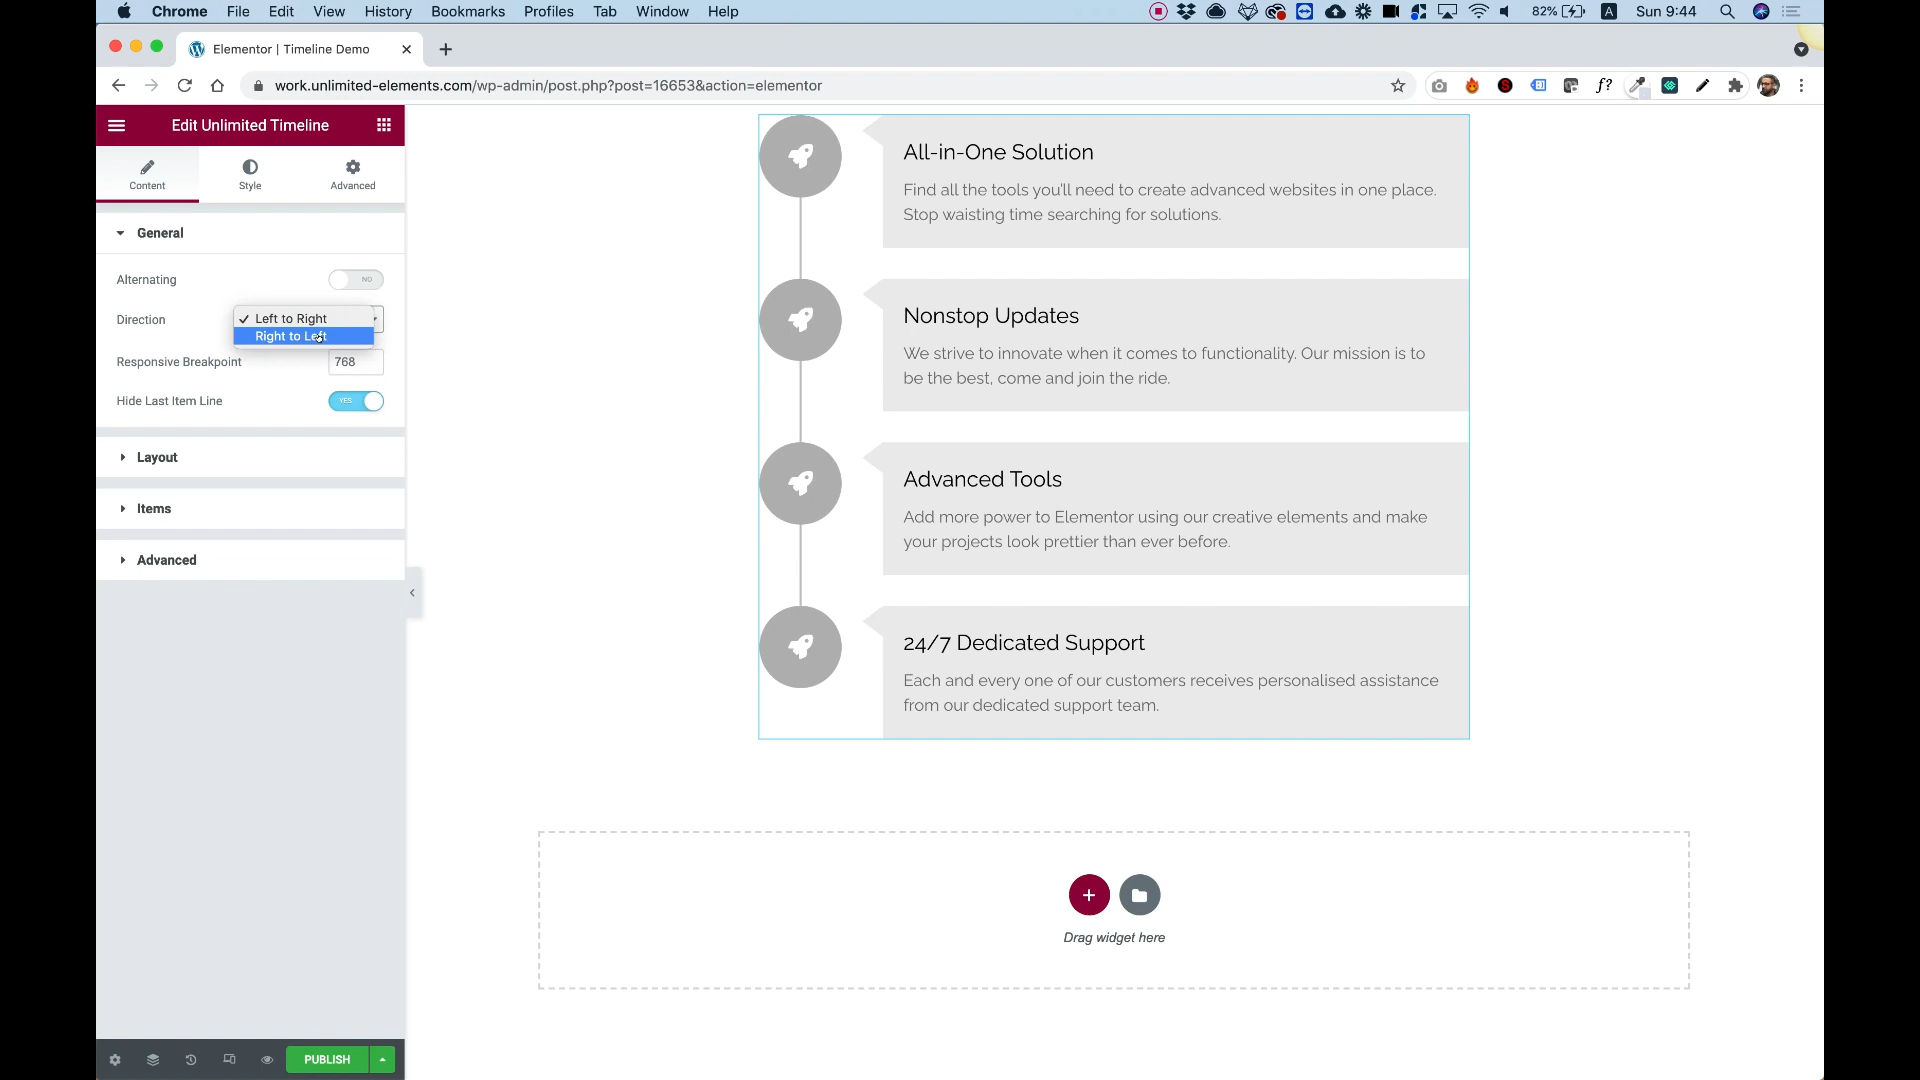 Chrome File Edit View History Bookmarks Profiles Tab Window Help 82% A Sun 9:44
Elementor | Timeline Demo
work.unlimited-elements.com/wp-admin/post.php?post=16653&action=elementor
f?
Edit Unlimited Timeline
Content Style Advanced
General
Alternating NO
Direction
Left to Right
Right to Left
Responsive Breakpoint 768
Hide Last Item Line YES
Layout
Items
Advanced
PUBLISH
All-in-One Solution
Find all the tools you'll need to create advanced websites in one place.
Stop waisting time searching for solutions.
Nonstop Updates
We strive to innovate when it comes to functionality. Our mission is to
be the best, come and join the ride.
Advanced Tools
Add more power to Elementor using our creative elements and make
your projects look prettier than ever before.
24/7 Dedicated Support
Each and every one of our customers receives personalised assistance
from our dedicated support team.
Drag widget here